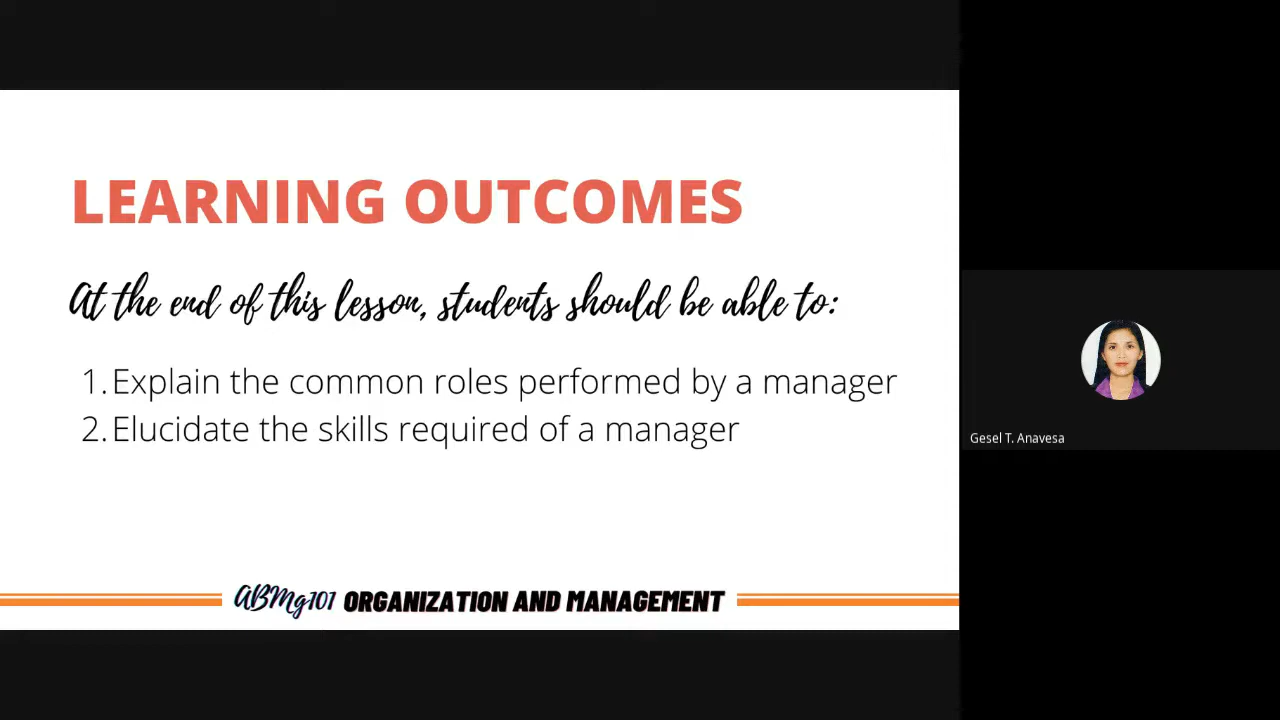 LEARNING OUTCOMES
At the end of this lesson, students should be able to:
1. Explain the common roles performed by a manager
2. Elucidate the skills required of a manager
Gesel T. Anavesa
ABMg101 ORGANIZATION AND MANAGEMENT